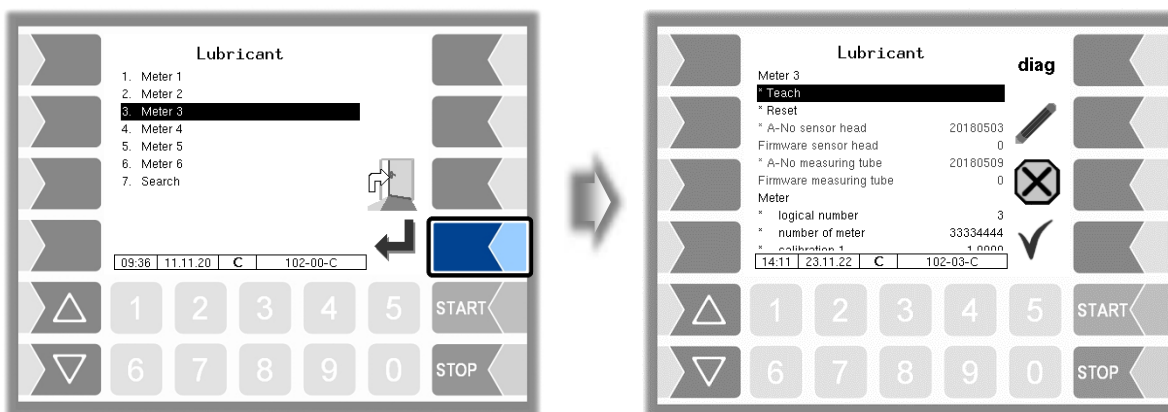 Lubricant
1. Meter 1
2. Meter 2
3. Meter 3
4. Meter 4
5. Meter 5
6. Meter 6
7. Search
09:36 11.11.20 C 102-00-C
1 2 3 4 5 START
6 7 8 9 0 STOP
Lubricant
diag
Meter 3
* Teach
* Reset
* A-No sensor head 20180503
Firmware sensor head 0
* A-No measuring tube 20180509
Firmware measuring tube 0
Meter
* logical number 3
* number of meter 33334444
* calibration 1 1.0000
14:11 23.11.22 C 102-03-C
1 2 3 4 5 START
6 7 8 9 0 STOP